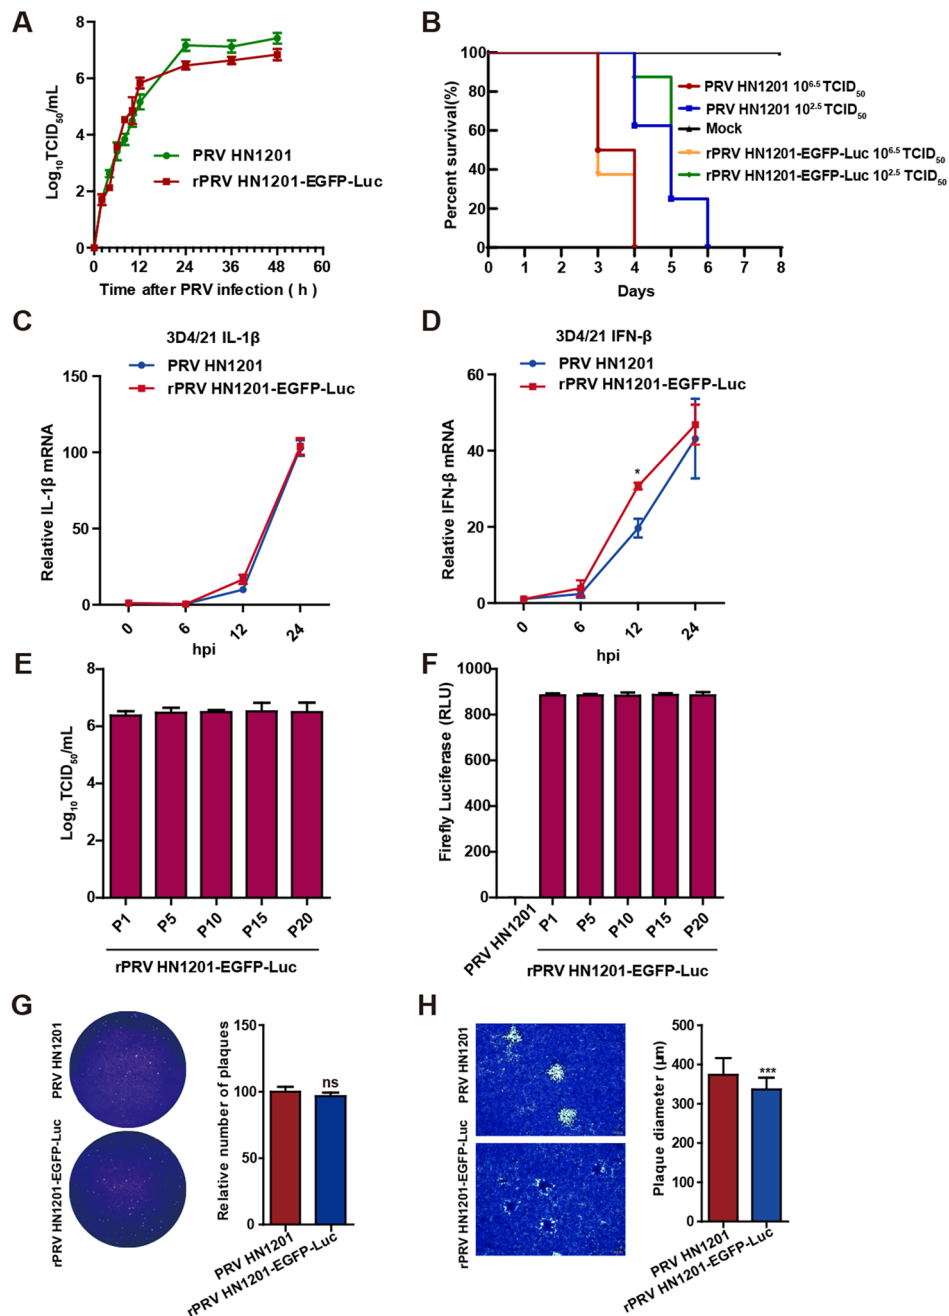 A
8
6
4
2
0
Log10TCID50/mL
PRV HN1201
rPRV HN1201-EGFP-Luc
0 12 24 36 48 60
Time after PRV infection ( h )
B
100
80
60
40
20
0
Percent survival(%)
PRV HN1201 10^6.5 TCID50
PRV HN1201 10^2.5 TCID50
Mock
rPRV HN1201-EGFP-Luc 10^6.5 TCID50
rPRV HN1201-EGFP-Luc 10^2.5 TCID50
0 1 2 3 4 5 6 7 8
Days
C
3D4/21 IL-1β
PRV HN1201
rPRV HN1201-EGFP-Luc
150
100
50
0
Relative IL-1β mRNA
0 6 12 24
hpi
D
3D4/21 IFN-β
PRV HN1201
rPRV HN1201-EGFP-Luc
60
40
20
0
Relative IFN-β mRNA
*
0 6 12 24
hpi
E
8
6
4
2
0
Log10TCID50/mL
P1 P5 P10 P15 P20
rPRV HN1201-EGFP-Luc
F
1000
800
600
400
200
0
Firefly Luciferase (RLU)
PRV HN1201 P1 P5 P10 P15 P20
rPRV HN1201-EGFP-Luc
G
PRV HN1201
rPRV HN1201-EGFP-Luc
150
100
50
0
Relative number of plaques
ns
PRV HN1201
rPRV HN1201-EGFP-Luc
H
PRV HN1201
rPRV HN1201-EGFP-Luc
500
400
300
200
100
0
Plaque diameter (μm)
***
PRV HN1201
rPRV HN1201-EGFP-Luc